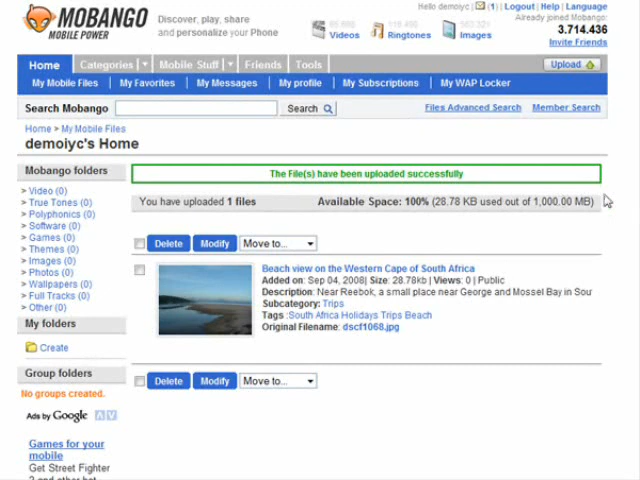 MOBANGO
MOBILE POWER
Discover, play, share
and personalize your Phone
Videos
Ringtones
Images
Hello demoiyc | (1) | Logout | Help | Language
Already joined Mobango:
3.714.436
Invite Friends
Home Categories Mobile Stuff Friends Tools Upload
My Mobile Files My Favorites My Messages My profile My Subscriptions My WAP Locker
Search Mobango Search Files Advanced Search Member Search
Home > My Mobile Files
demoiyc's Home
Mobango folders
> Video (0)
> True Tones (0)
> Polyphonics (0)
> Software (0)
> Games (0)
> Themes (0)
> Images (0)
> Photos (0)
> Wallpapers (0)
> Full Tracks (0)
> Other (0)
My folders
Create
Group folders
No groups created.
Ads by Google
Games for your
mobile
Get Street Fighter
The File(s) have been uploaded successfully
You have uploaded 1 files Available Space: 100% (28.78 KB used out of 1,000.00 MB)
Delete Modify Move to...
Beach view on the Western Cape of South Africa
Added on: Sep 04, 2008| Size: 28.78kb | Views: 0 | Public
Description: Near Reebok, a small place near George and Mossel Bay in Sou
Subcategory: Trips
Tags :South Africa Holidays Trips Beach
Original Filename: dscf1068.jpg
Delete Modify Move to...